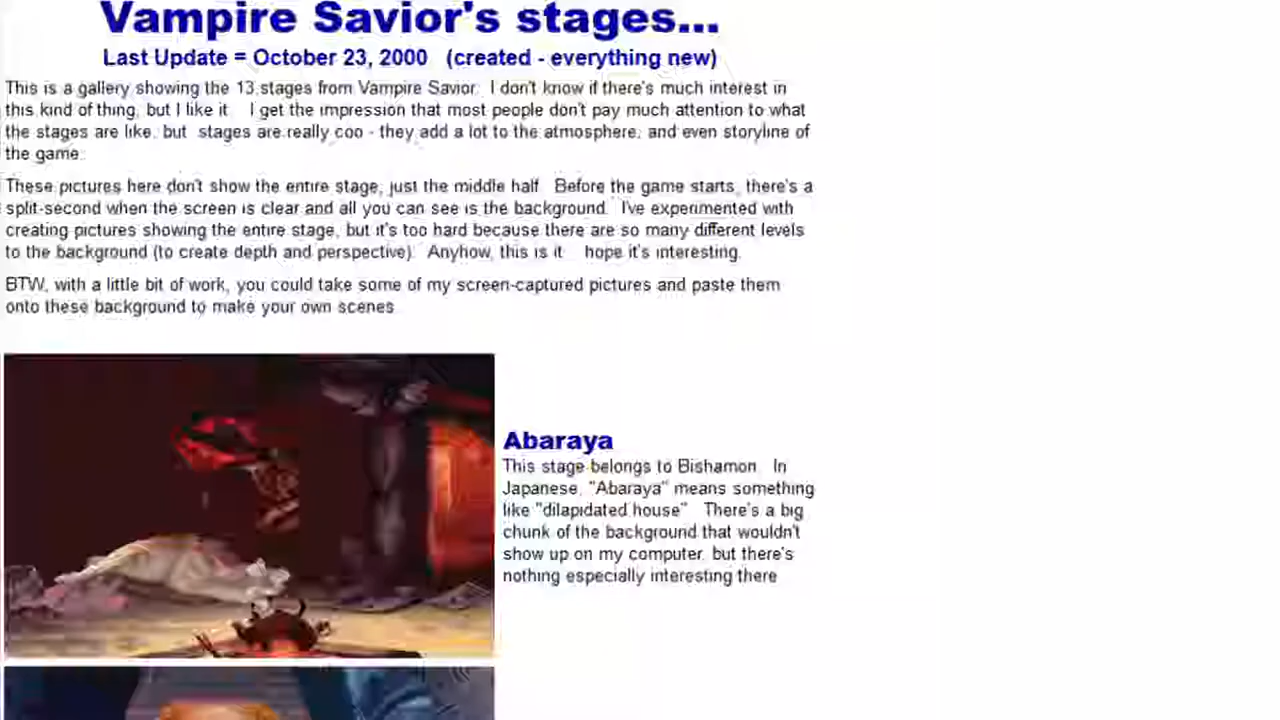 Vampire Savior's stages...
Last Update = October 23, 2000 (created - everything new)
This is a gallery showing the 13 stages from Vampire Savior. I don't know if there's much interest in
this kind of thing, but I like it. I get the impression that most people don't pay much attention to what
the stages are like, but stages are really coo - they add a lot to the atmosphere, and even storyline of
the game.
These pictures here don't show the entire stage, just the middle half. Before the game starts, there's a
split-second when the screen is clear and all you can see is the background. I've experimented with
creating pictures showing the entire stage, but it's too hard because there are so many different levels
to the background (to create depth and perspective). Anyhow, this is it hope it's interesting.
BTW, with a little bit of work, you could take some of my screen-captured pictures and paste them
onto these background to make your own scenes.
Abaraya
This stage belongs to Bishamon. In
Japanese, "Abaraya" means something
like "dilapidated house". There's a big
chunk of the background that wouldn't
show up on my computer, but there's
nothing especially interesting there.